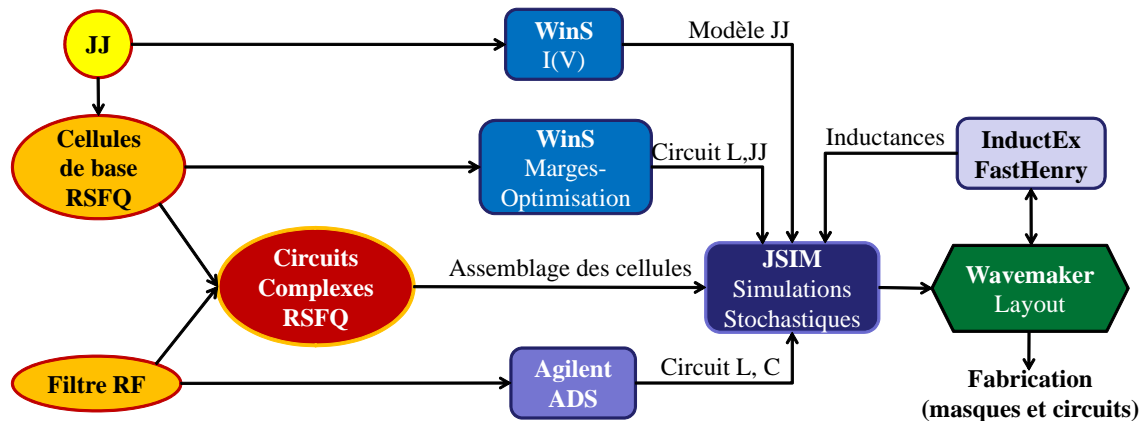 JJ
WinS
I(V)
Modèle JJ
Cellules
de base
RSFQ
WinS
Marges-
Optimisation
Circuit L,JJ
Inductances
InductEx
FastHenry
Circuits
Complexes
RSFQ
Assemblage des cellules
JSIM
Simulations
Stochastiques
Wavemaker
Layout
Filtre RF
Agilent
ADS
Circuit L, C
Fabrication
(masques et circuits)